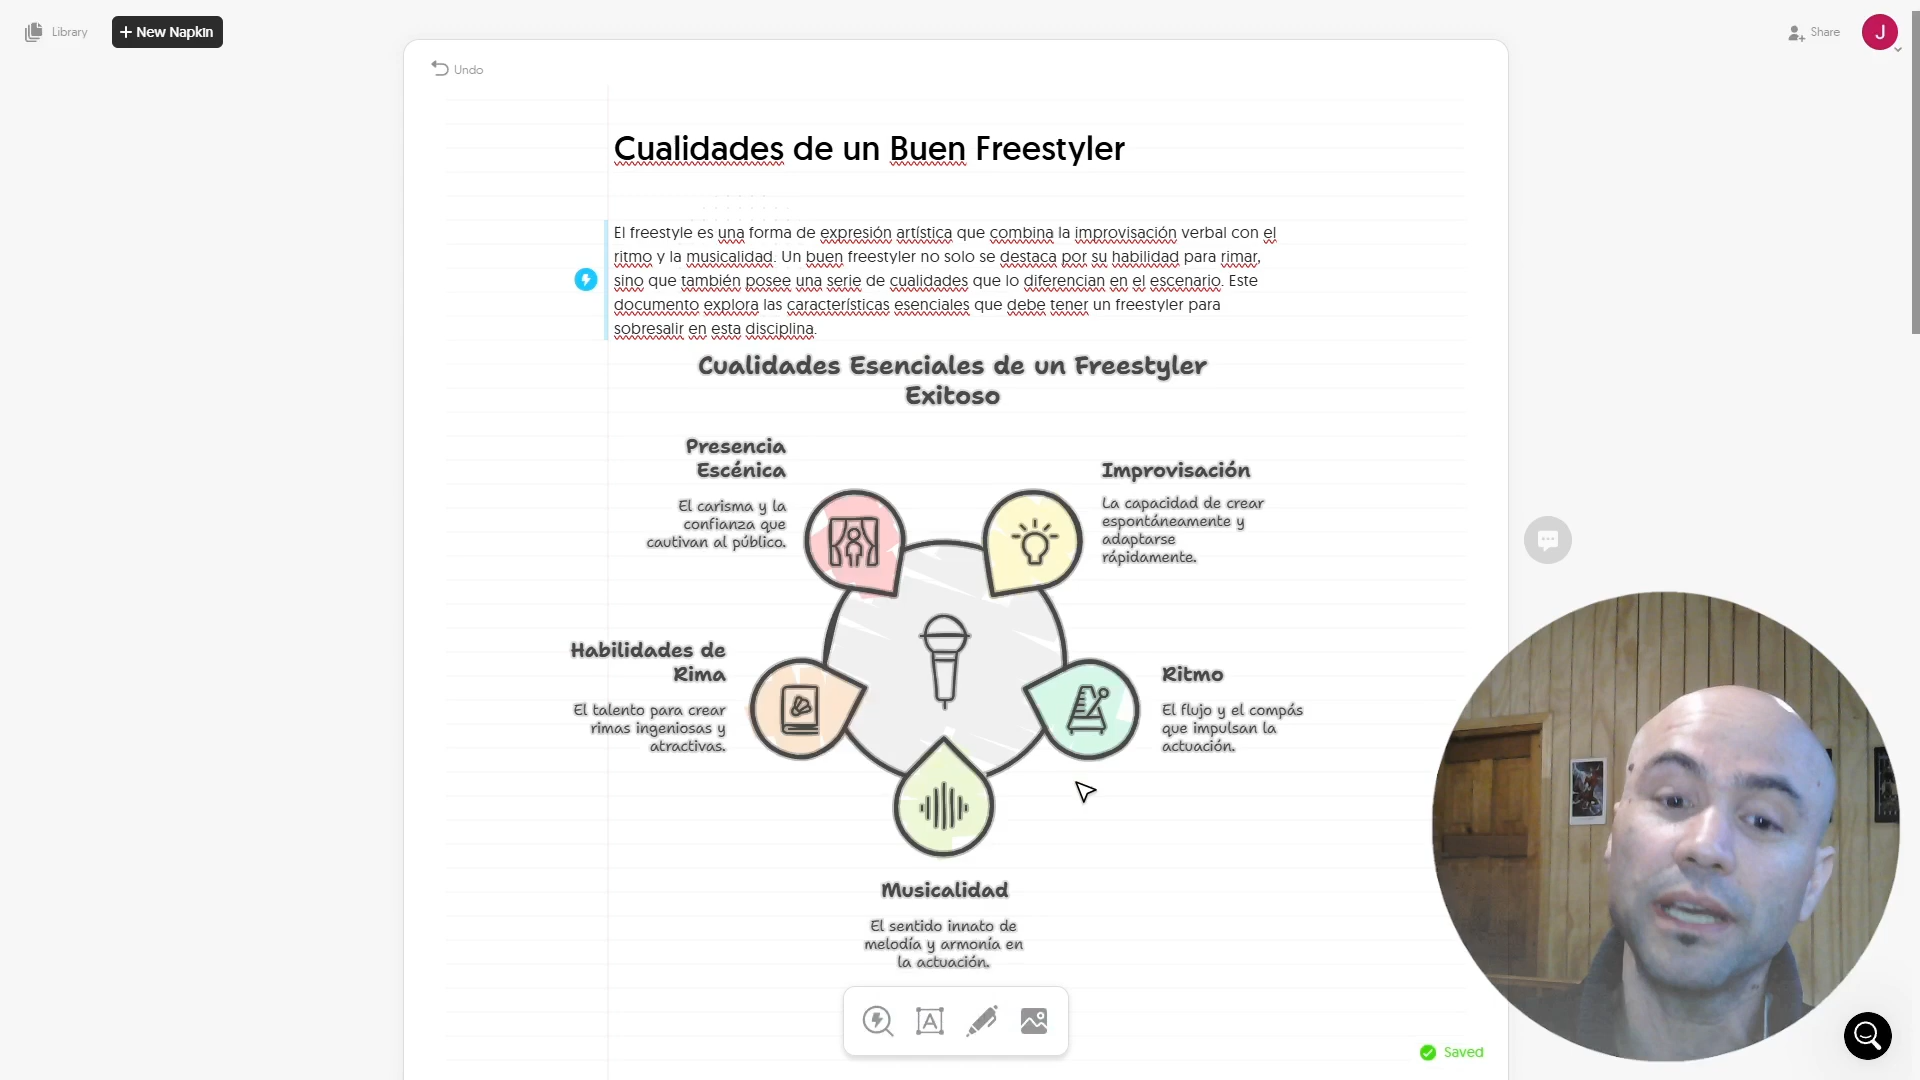 Library
+ New Napkin
Share
J
Undo
Cualidades de un Buen Freestyler
El freestyle es una forma de expresión artística que combina la improvisación verbal con el
ritmo y la musicalidad. Un buen freestyler no solo se destaca por su habilidad para rimar,
sino que también posee una serie de cualidades que lo diferencian en el escenario. Este
documento explora las características esenciales que debe tener un freestyler para
sobresalir en esta disciplina.
Cualidades Esenciales de un Freestyler
Exitoso
Presencia
Escénica
El carisma y la
confianza que
cautivan al público.
Improvisación
La capacidad de crear
espontáneamente y
adaptarse
rápidamente.
Habilidades de
Rima
El talento para crear
rimas ingeniosas y
atractivas.
Ritmo
El flujo y el compás
que impulsan la
actuación.
Musicalidad
El sentido innato de
melodía y armonía en
la actuación.
A
Saved